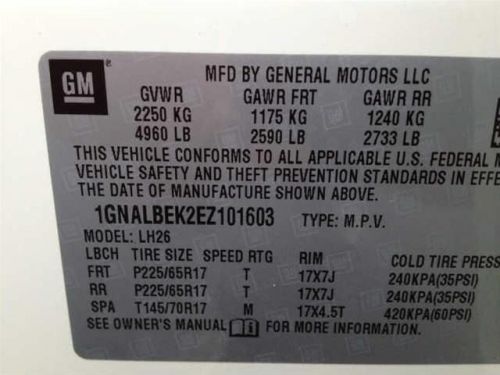 GM
MFD BY GENERAL MOTORS LLC
GVWR GAWR FRT GAWR RR
2250 KG 1175 KG 1240 KG
4960 LB 2590 LB 2733 LB
THIS VEHICLE CONFORMS TO ALL APPLICABLE U.S. FEDERAL
VEHICLE SAFETY AND THEFT PREVENTION STANDARDS IN
THE DATE OF MANUFACTURE SHOWN ABOVE.
1GNALBEK2EZ101603 TYPE: M.P.V.
MODEL: LH26
LBCH TIRE SIZE SPEED RTG RIM COLD TIRE PRESS
FRT P225/65R17 T 17X7J 240KPA(35PSI)
RR P225/65R17 T 17X7J 240KPA(35PSI)
SPA T145/70R17 M 17X4.5T 420KPA(60PSI)
SEE OWNER'S MANUAL FOR MORE INFORMATION